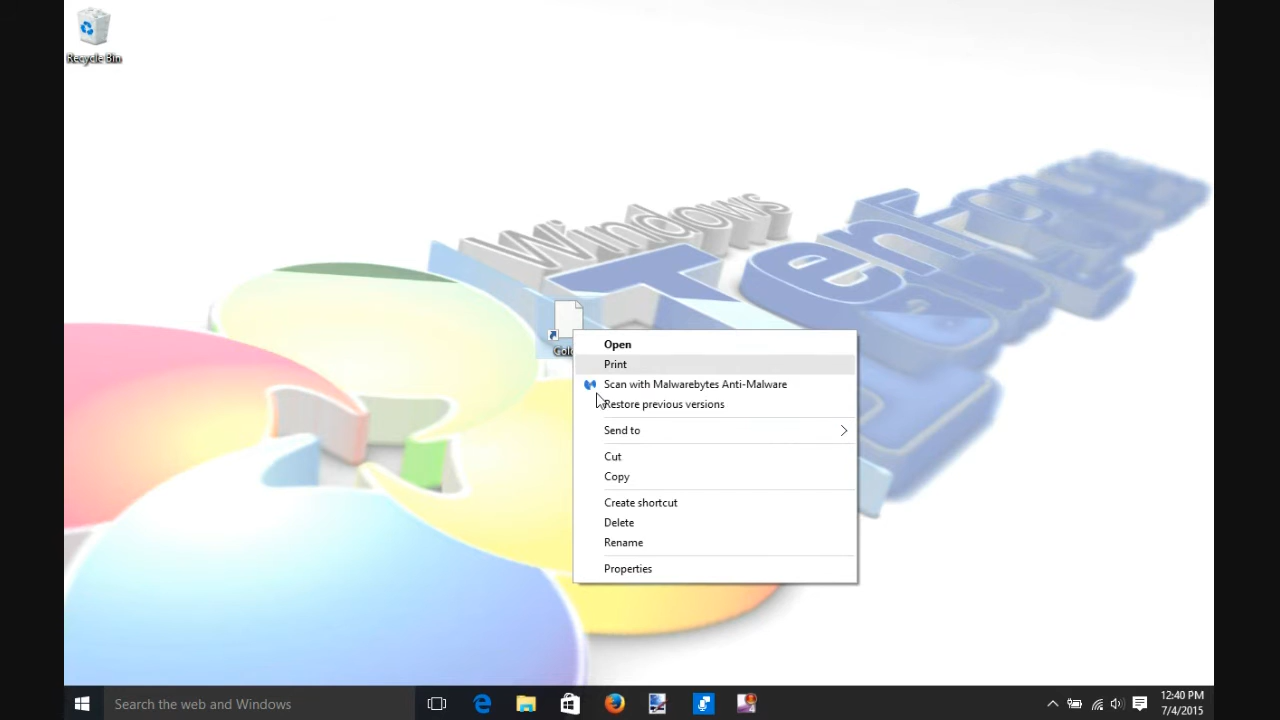 Recycle Bin
Windows
Ten
Open
Print
Scan with Malwarebytes Anti-Malware
Restore previous versions
Send to
Cut
Copy
Create shortcut
Delete
Rename
Properties
Search the web and Windows
12:40 PM
7/4/2015